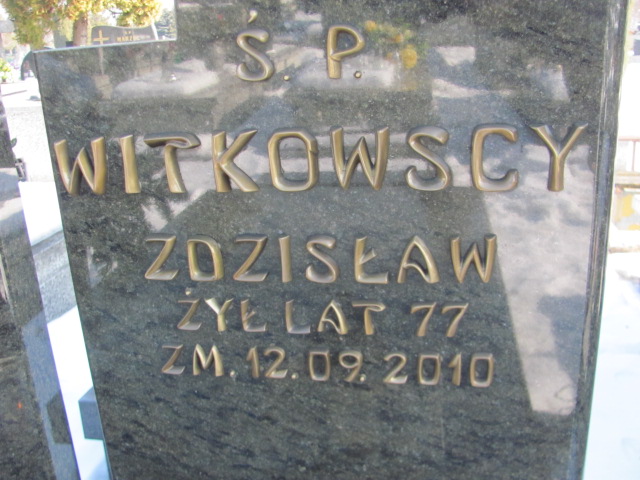 Ś. P.
WITKOWSCY
ZDZISŁAW
ŻYŁ LAT 77
ZM. 12. 09. 2010